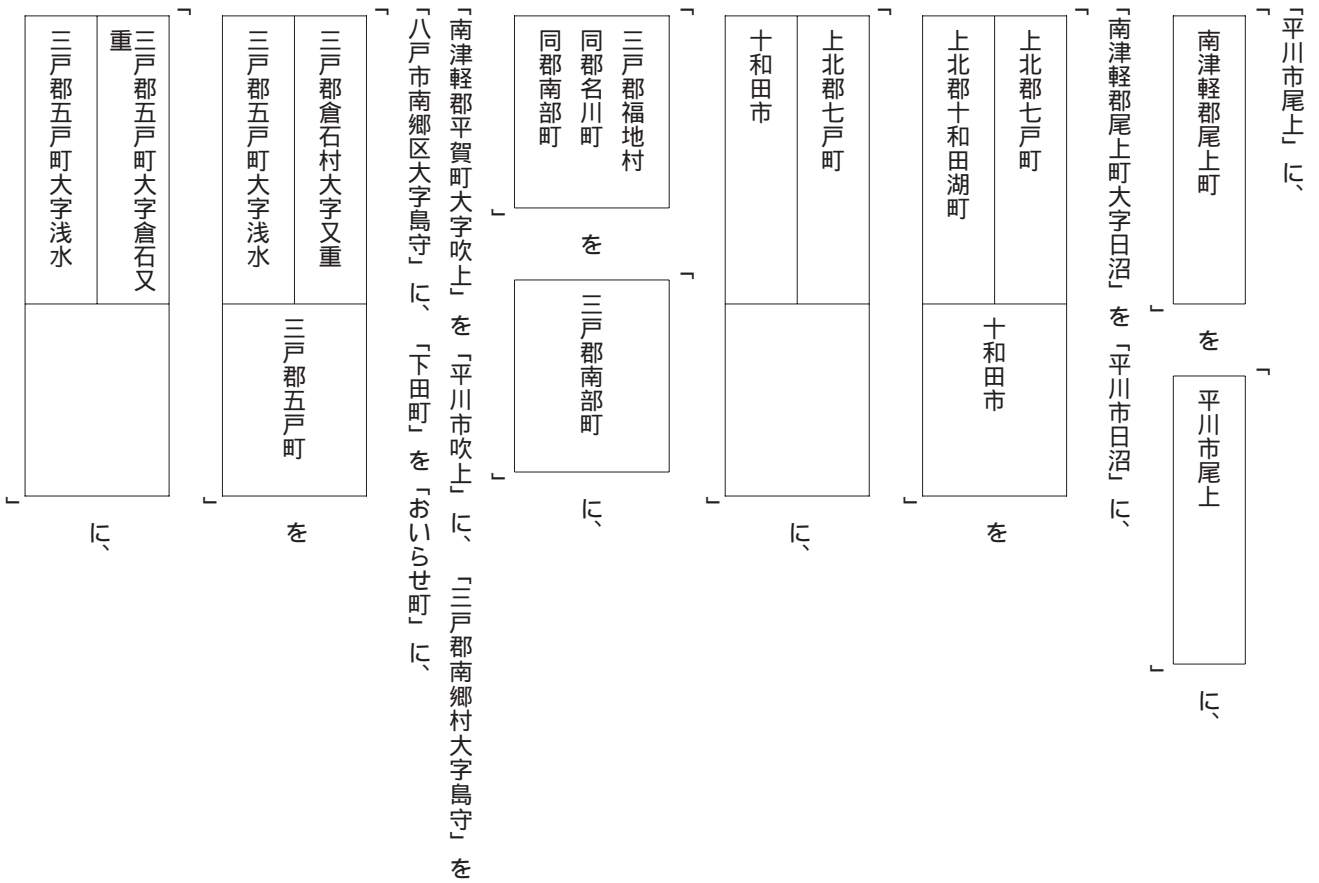 「平川市尾上」に、
「南津軽郡尾上町」を「平川市尾上」に、
「南津軽郡尾上町大字日沼」を「平川市日沼」に、
「上北郡七戸町
上北郡十和田湖町
十和田市」を
「上北郡七戸町
十和田市
」に、
「三戸郡福地村
同郡名川町
同郡南部町」を「三戸郡南部町」に、
「南津軽郡平賀町大字吹上」を「平川市吹上」に、「三戸郡南郷村大字島守」を
「八戸市南郷区大字島守」に、「下田町」を「おいらせ町」に、
「三戸郡倉石村大字又重
三戸郡五戸町大字浅水
三戸郡五戸町」を
「三戸郡五戸町大字倉石又
重
三戸郡五戸町大字浅水
」に、